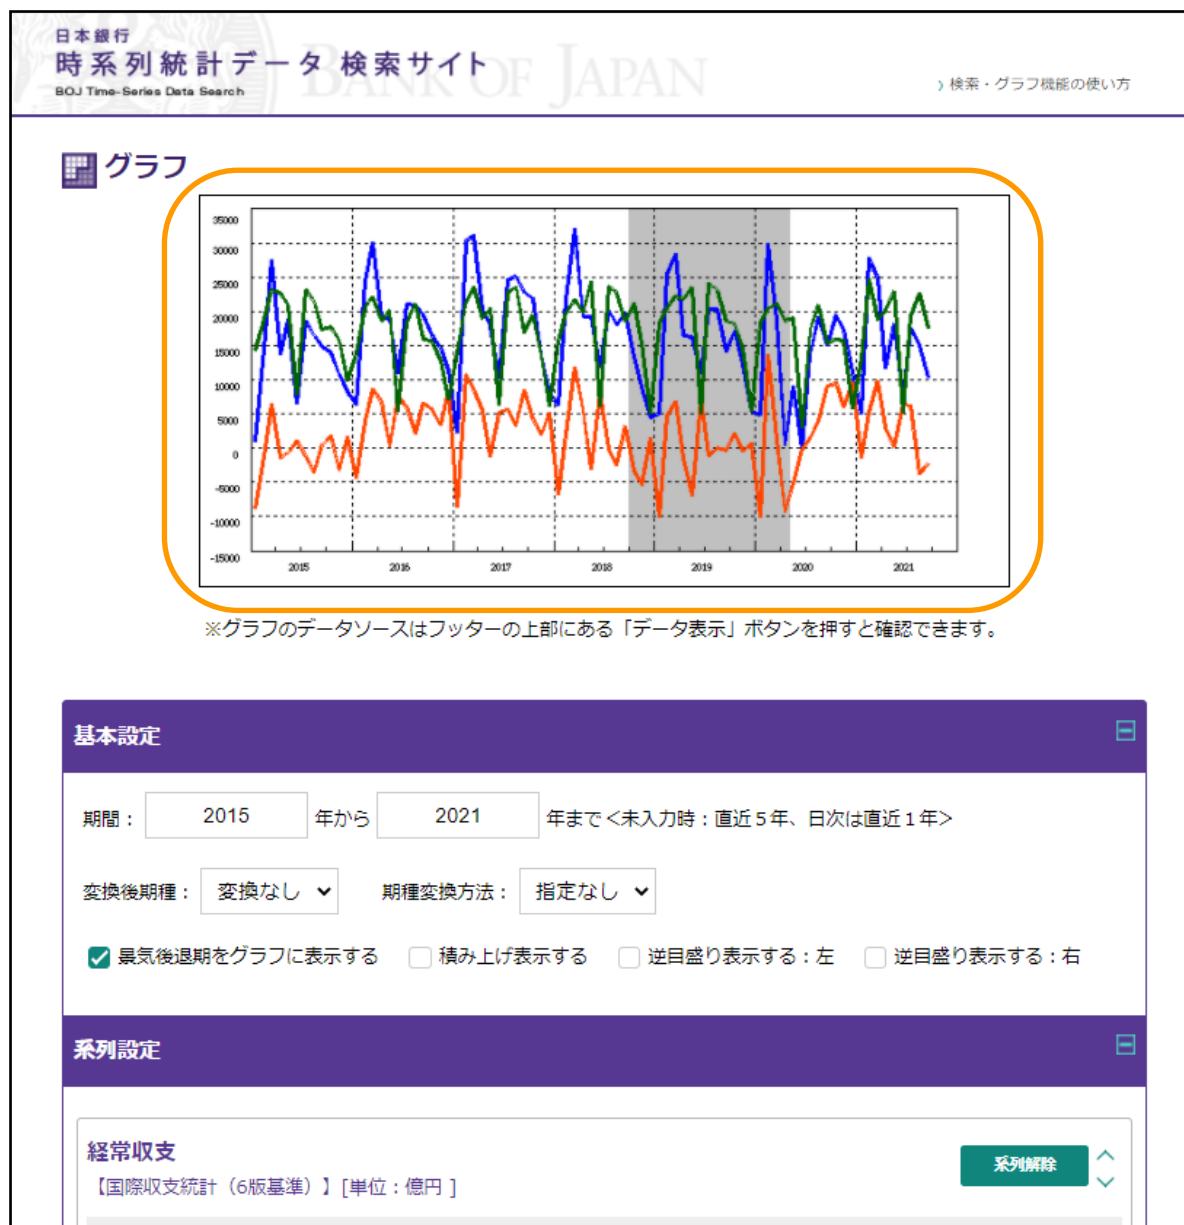 日本銀行
時系列統計データ 検索サイト
BOJ Time-Series Data Search
BANK OF JAPAN
検索・グラフ機能の使い方
グラフ
35000
30000
25000
20000
15000
10000
5000
0
-5000
-10000
-15000
2015 2016 2017 2018 2019 2020 2021
※グラフのデータソースはフッターの上部にある「データ表示」ボタンを押すと確認できます。
基本設定
期間： 2015 年から 2021 年まで＜未入力時：直近５年、日次は直近１年＞
変換後期種： 変換なし 期種変換方法： 指定なし
景気後退期をグラフに表示する 積み上げ表示する 逆目盛り表示する：左 逆目盛り表示する：右
系列設定
経常収支
系列解除
【国際収支統計（6版基準）】[単位：億円 ]